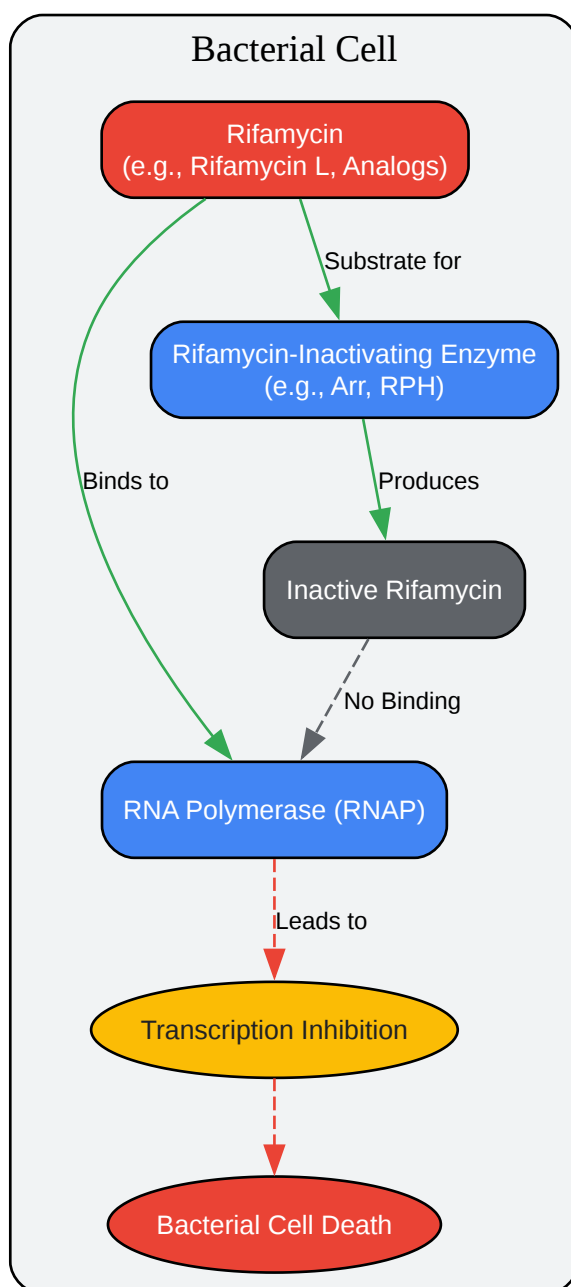 Bacterial Cell
Rifamycin
(e.g., Rifamycin L, Analogs)
Substrate for
Rifamycin-Inactivating Enzyme
(e.g., Arr, RPH)
Binds to
Produces
Inactive Rifamycin
No Binding
RNA Polymerase (RNAP)
Leads to
Transcription Inhibition
Bacterial Cell Death